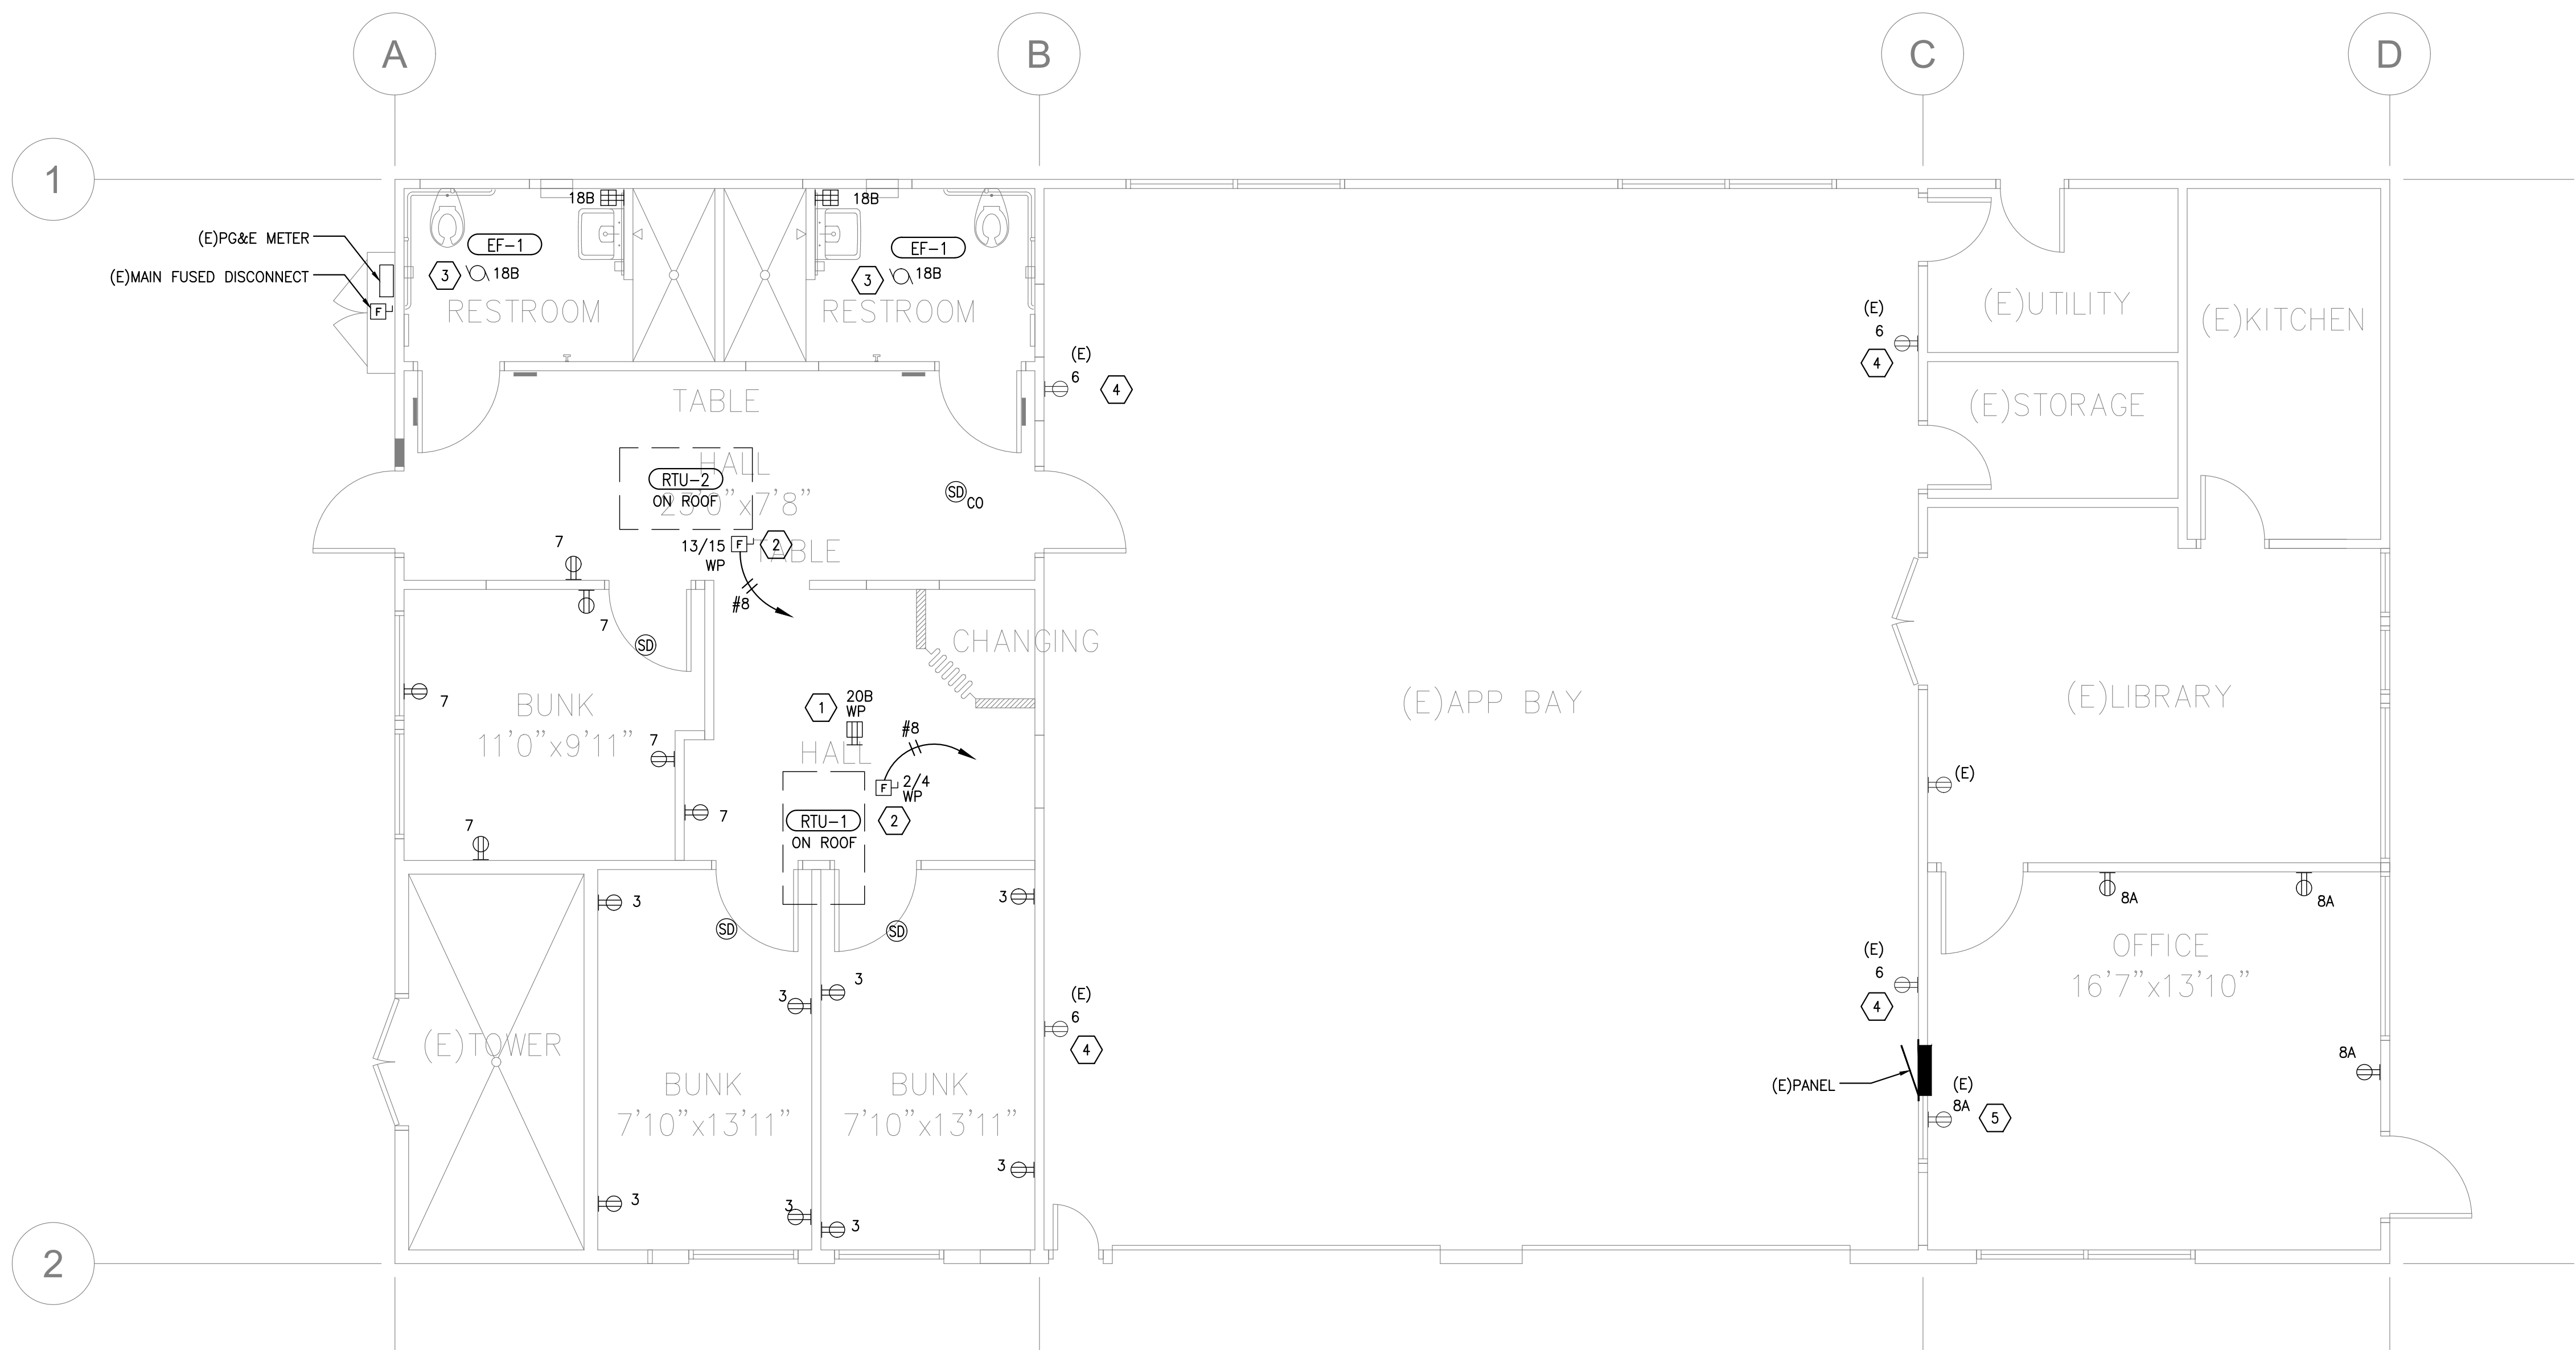 A
B
C
D
1
18B
18B
(E)PG&E METER
EF-1
EF-1
(E)MAIN FUSED DISCONNECT
3
18B
3
18B
F
RESTROOM
RESTROOM
(E)UTILITY
(E)KITCHEN
(E)
6
4
(E)
6
4
TABLE
(E)STORAGE
HALL
RTU-2
ON ROOF
SD
CO
7
13/15
WP
F
2
TABLE
#8
7
SD
CHANGING
7
BUNK
11'0"x9'11"
1
20B
WP
#8
(E)APP BAY
(E)LIBRARY
7
HALL
F
2/4
WP
(E)
7
RTU-1
ON ROOF
2
7
3
3
8A
8A
SD
SD
OFFICE
16'7"x13'10"
3
3
(E)
6
4
(E)
6
4
(E)TOWER
8A
BUNK
7'10"x13'11"
BUNK
7'10"x13'11"
(E)PANEL
(E)
8A
5
3
3
3
3
2